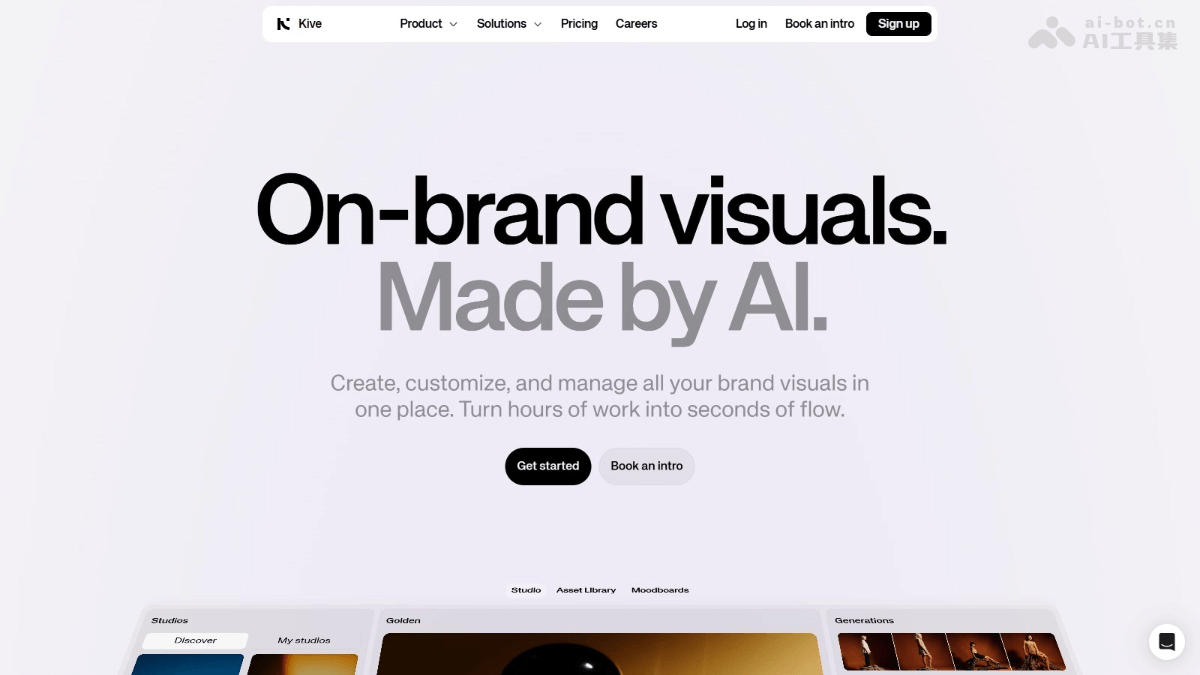 Kive
Product
Solutions
Pricing
Careers
Log in
Book an intro
Sign up
ai-bot.cn
AI工具集
On-brand visuals.
Made by AI.
Create, customize, and manage all your brand visuals in
one place. Turn hours of work into seconds of flow.
Get started
Book an intro
Studio
Asset Library
Moodboards
Studios
Golden
Generations
Discover
My studios